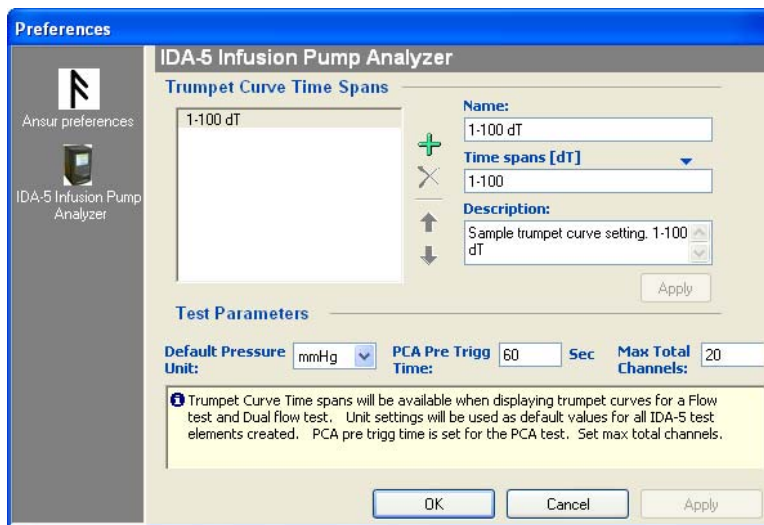 Preferences
Ansur preferences
IDA-5 Infusion Pump
Analyzer
IDA-5 Infusion Pump Analyzer
Trumpet Curve Time Spans
1-100 dT
Name:
1-100 dT
Time spans [dT]
1-100
Description:
Sample trumpet curve setting. 1-100
dT
Apply
Test Parameters
Default Pressure
Unit:
mmHg
PCA Pre Trigg
Time:
60
Sec
Max Total
Channels:
20
Trumpet Curve Time spans will be available when displaying trumpet curves for a Flow
test and Dual flow test. Unit settings will be used as default values for all IDA-5 test
elements created. PCA pre trigg time is set for the PCA test. Set max total channels.
OK
Cancel
Apply